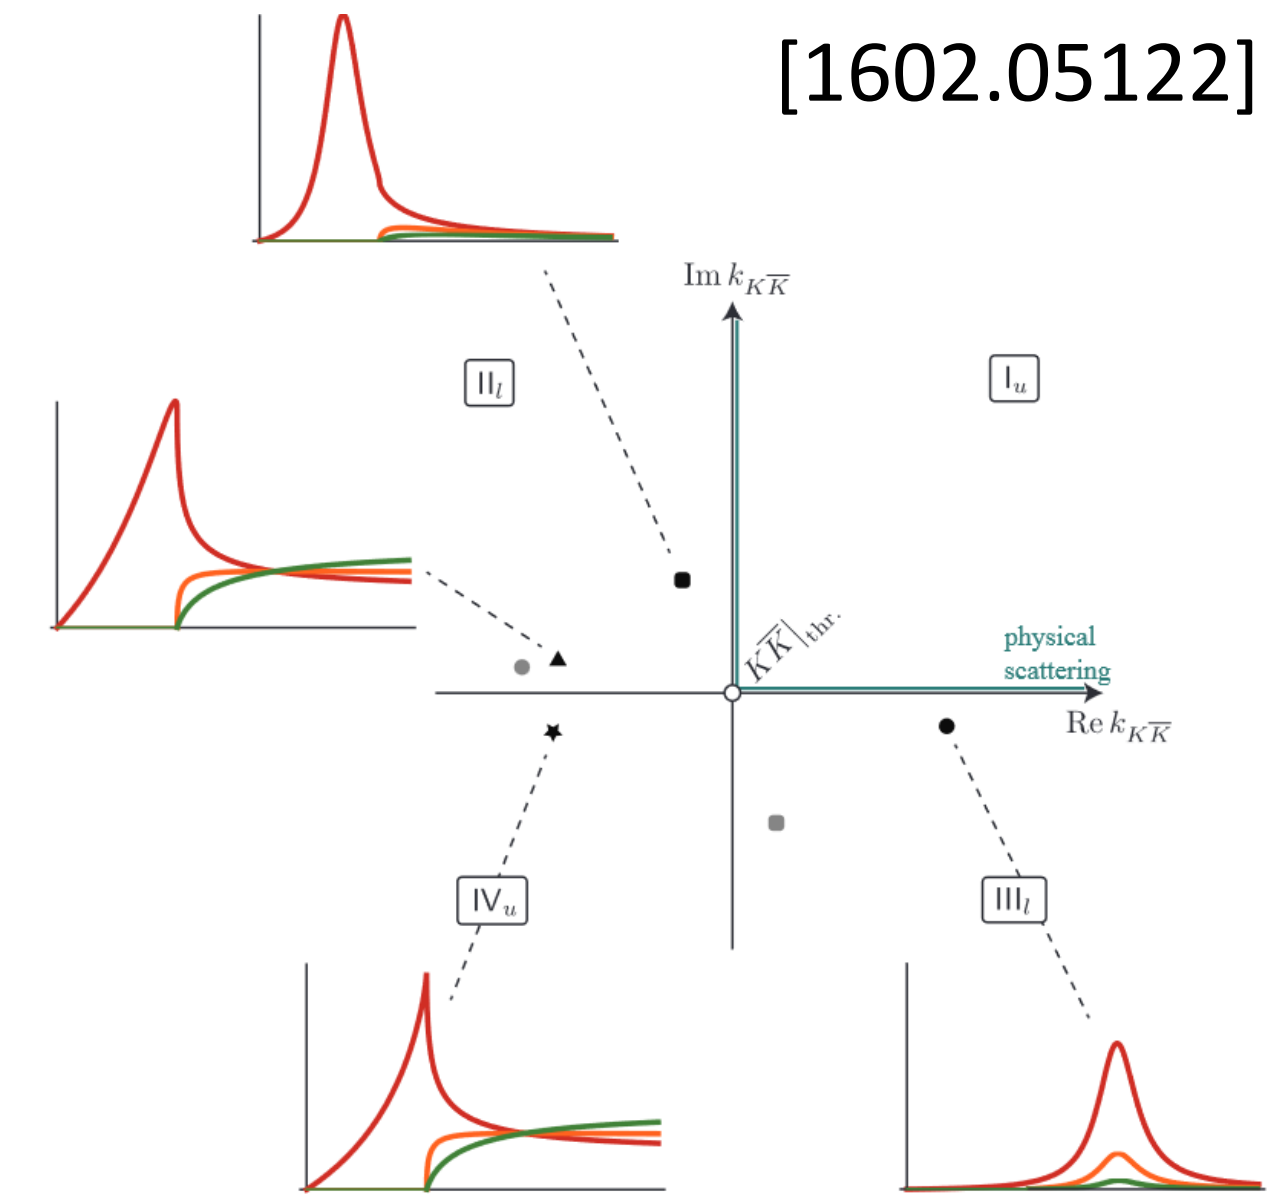 [1602.05122]
Im k_{K\overline{K}}
II_l
I_u
K\overline{K}|_{thr.}
physical
scattering
Re k_{K\overline{K}}
IV_u
III_l